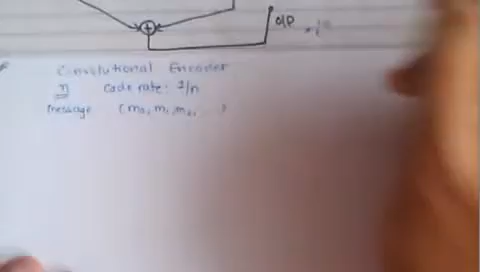 O/P
Convolutional Encoder
n Code rate: 1/n
Message (m₀, m₁, m₂, ...)